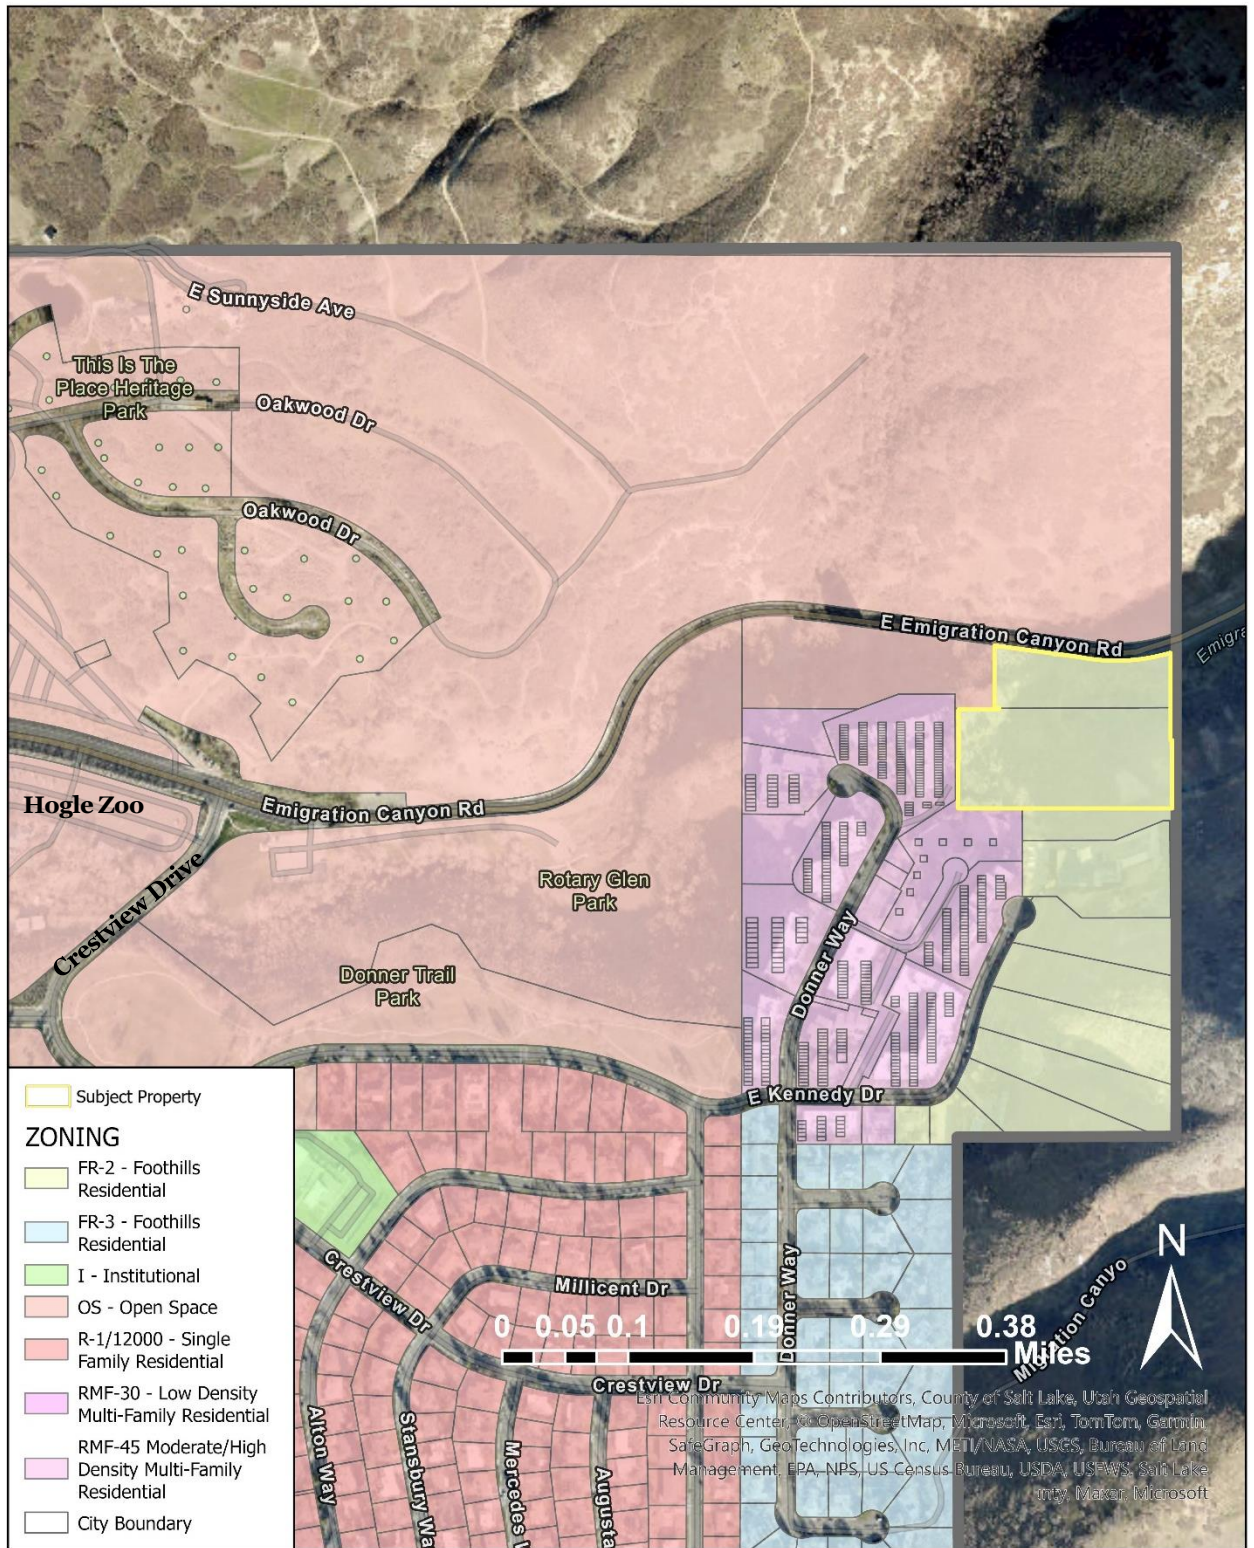 E Sunnyside Ave
This Is The
Place Heritage
Park
Oakwood Dr
Oakwood Dr
E Emigration Canyon Rd
Emigra
Hogle Zoo
Emigration Canyon Rd
Crestview Drive
Rotary Glen
Park
Donner Trail
Park
Donner Way
E Kennedy Dr
Subject Property
ZONING
FR-2 - Foothills
Residential
FR-3 - Foothills
Residential
I - Institutional
OS - Open Space
R-1/12000 - Single
Family Residential
RMF-30 - Low Density
Multi-Family Residential
RMF-45 Moderate/High
Density Multi-Family
Residential
City Boundary
Crestview Dr
Millicent Dr
Donner Way
Crestview Dr
Alton Way
Stansbury Wa
Mercedes
Augusta
N
0 0.05 0.1 0.19 0.29 0.38
Miles
Migration Canyo
Esri Community Maps Contributors, County of Salt Lake, Utah Geospatial
Resource Center, © OpenStreetMap, Microsoft, Esri, TomTom, Garmin,
SafeGraph, GeoTechnologies, Inc, METI/NASA, USGS, Bureau of Land
Management, EPA, NPS, US Census Bureau, USDA, USFWS, Salt Lake
Maxar, Microsoft